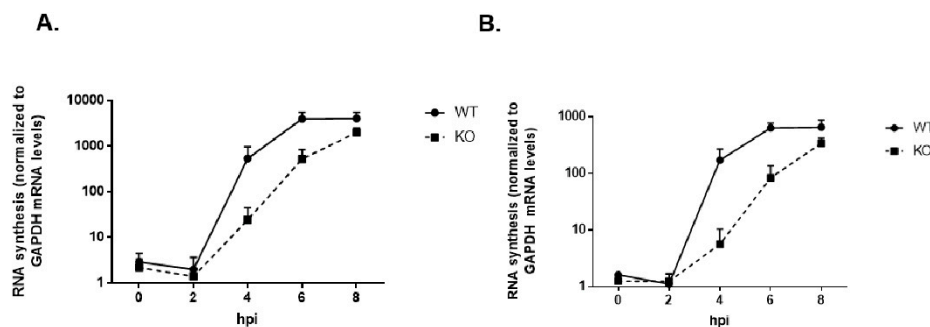 A.
RNA synthesis (normalized to
GAPDH mRNA levels)
10000
1000
100
10
1
0 2 4 6 8
hpi
WT
KO
B.
RNA synthesis (normalized to
GAPDH mRNA levels)
1000
100
10
1
0 2 4 6 8
hpi
WT
KO